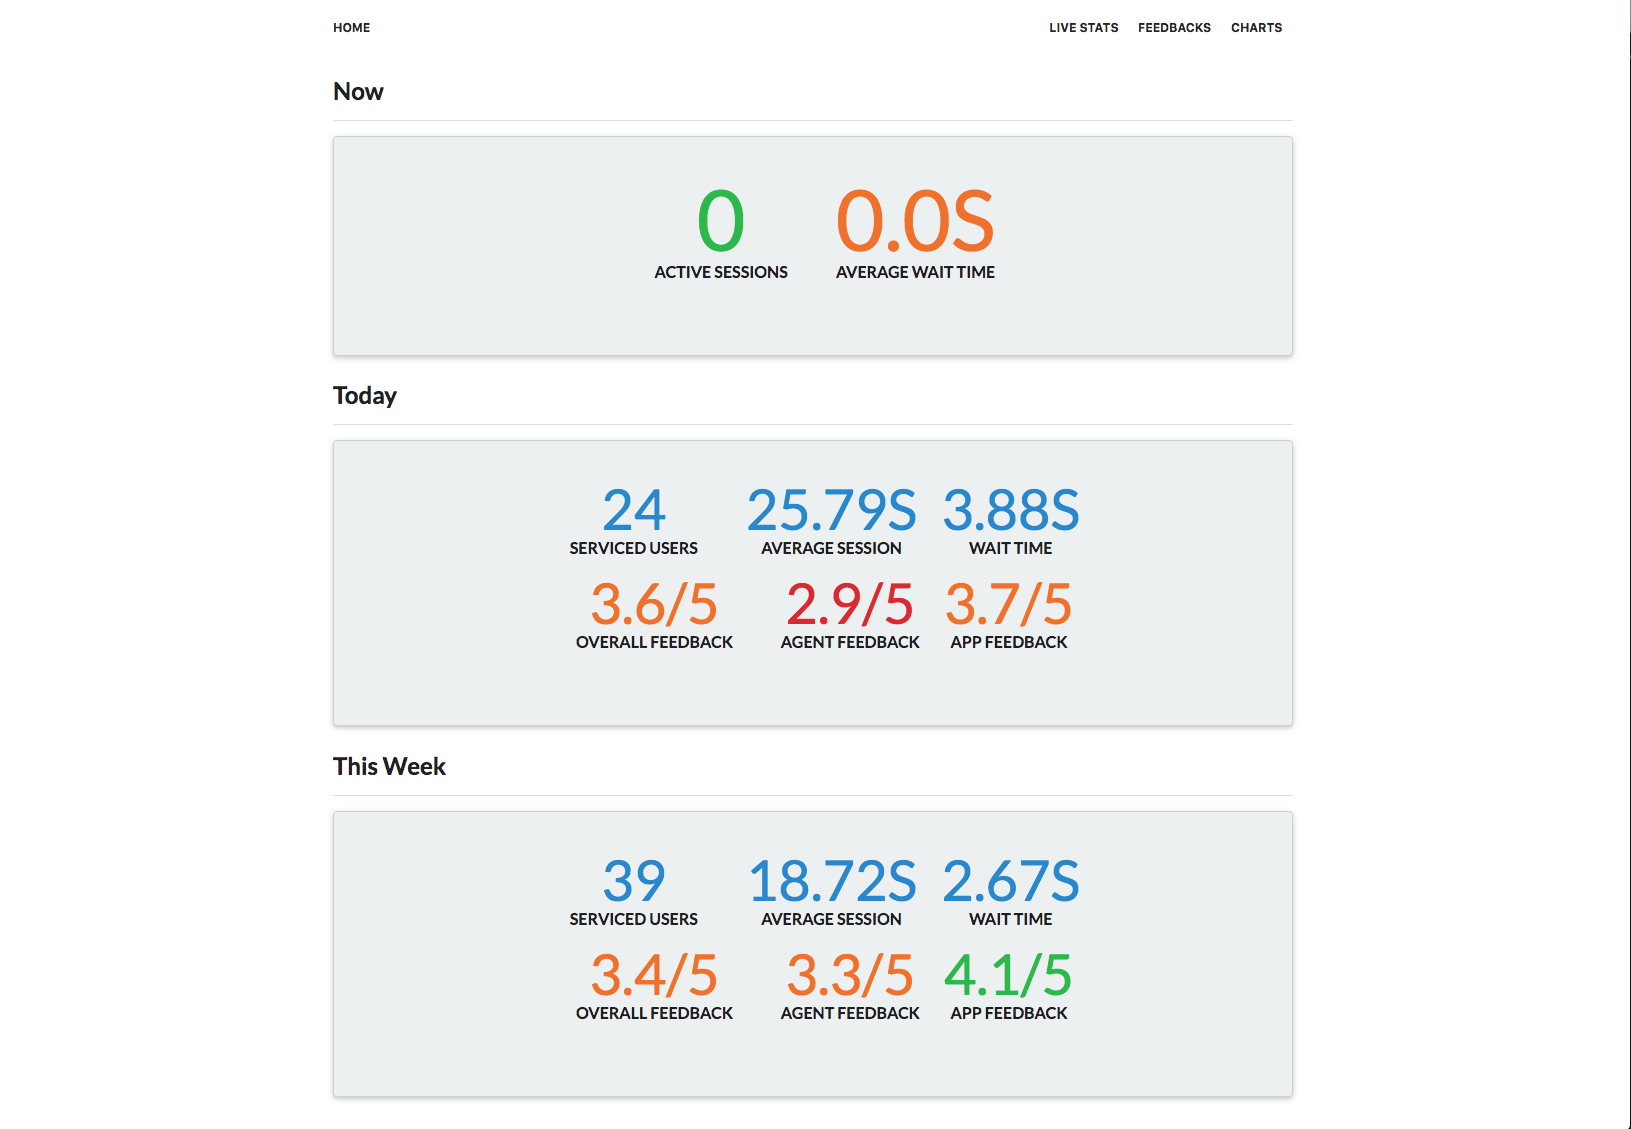 HOME LIVE STATS FEEDBACKS CHARTS
Now
0 0.0S
ACTIVE SESSIONS AVERAGE WAIT TIME
Today
24 25.79S 3.88S
SERVICED USERS AVERAGE SESSION WAIT TIME
3.6/5 2.9/5 3.7/5
OVERALL FEEDBACK AGENT FEEDBACK APP FEEDBACK
This Week
39 18.72S 2.67S
SERVICED USERS AVERAGE SESSION WAIT TIME
3.4/5 3.3/5 4.1/5
OVERALL FEEDBACK AGENT FEEDBACK APP FEEDBACK